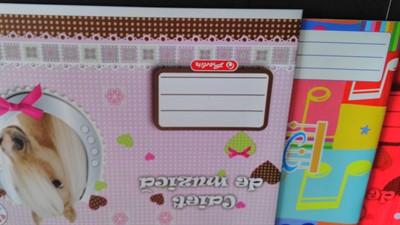 Herlitz
Caiet
de muzică